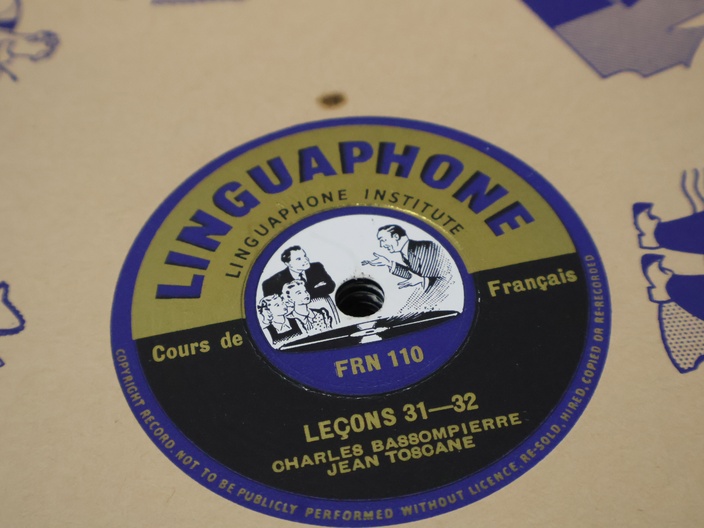 LINGUAPHONE
LINGUAPHONE INSTITUTE
Cours de Français
FRN 110
LEÇONS 31—32
CHARLES BASSOMPIERRE
JEAN TOSCANE
COPYRIGHT RECORD. NOT TO BE PUBLICLY PERFORMED WITHOUT LICENCE, RE-SOLD, HIRED, COPIED OR RE-RECORDED